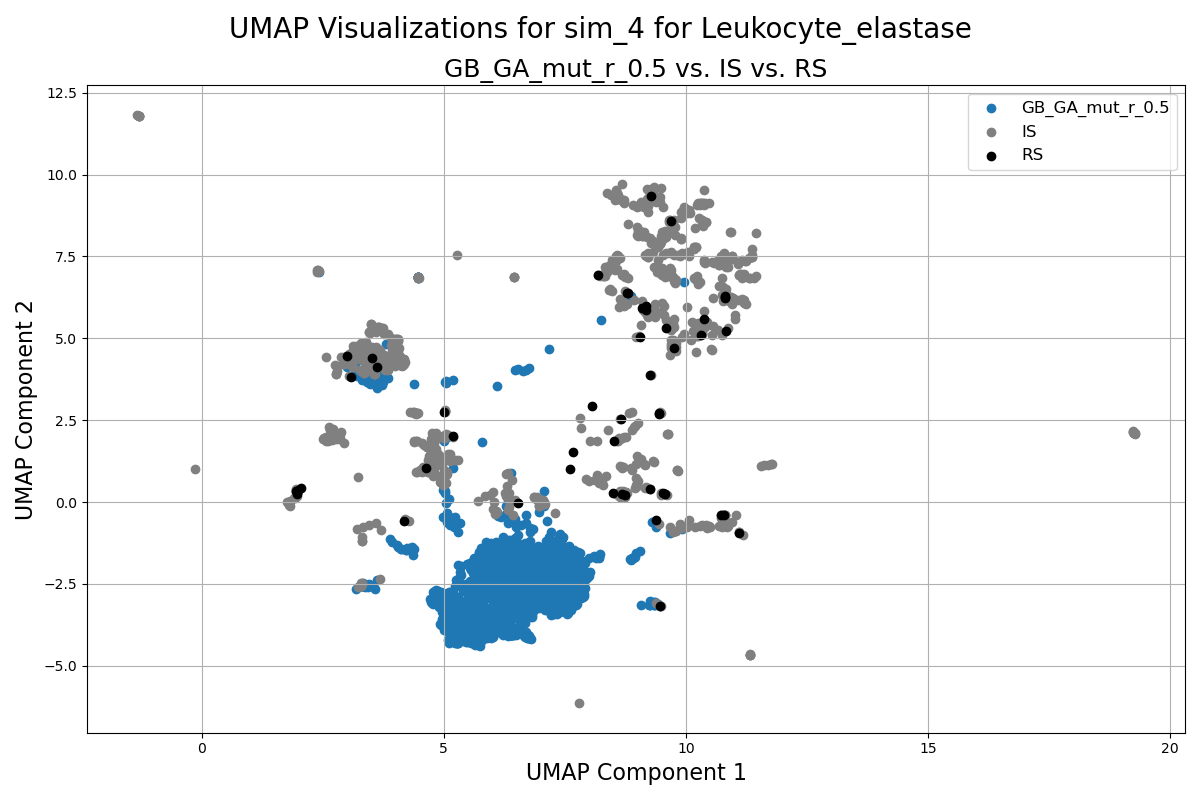 UMAP Visualizations for sim_4 for Leukocyte_elastase
GB_GA_mut_r_0.5 vs. IS vs. RS
GB_GA_mut_r_0.5
IS
RS
UMAP Component 2
12.5
10.0
7.5
5.0
2.5
0.0
−2.5
−5.0
0 5 10 15 20
UMAP Component 1